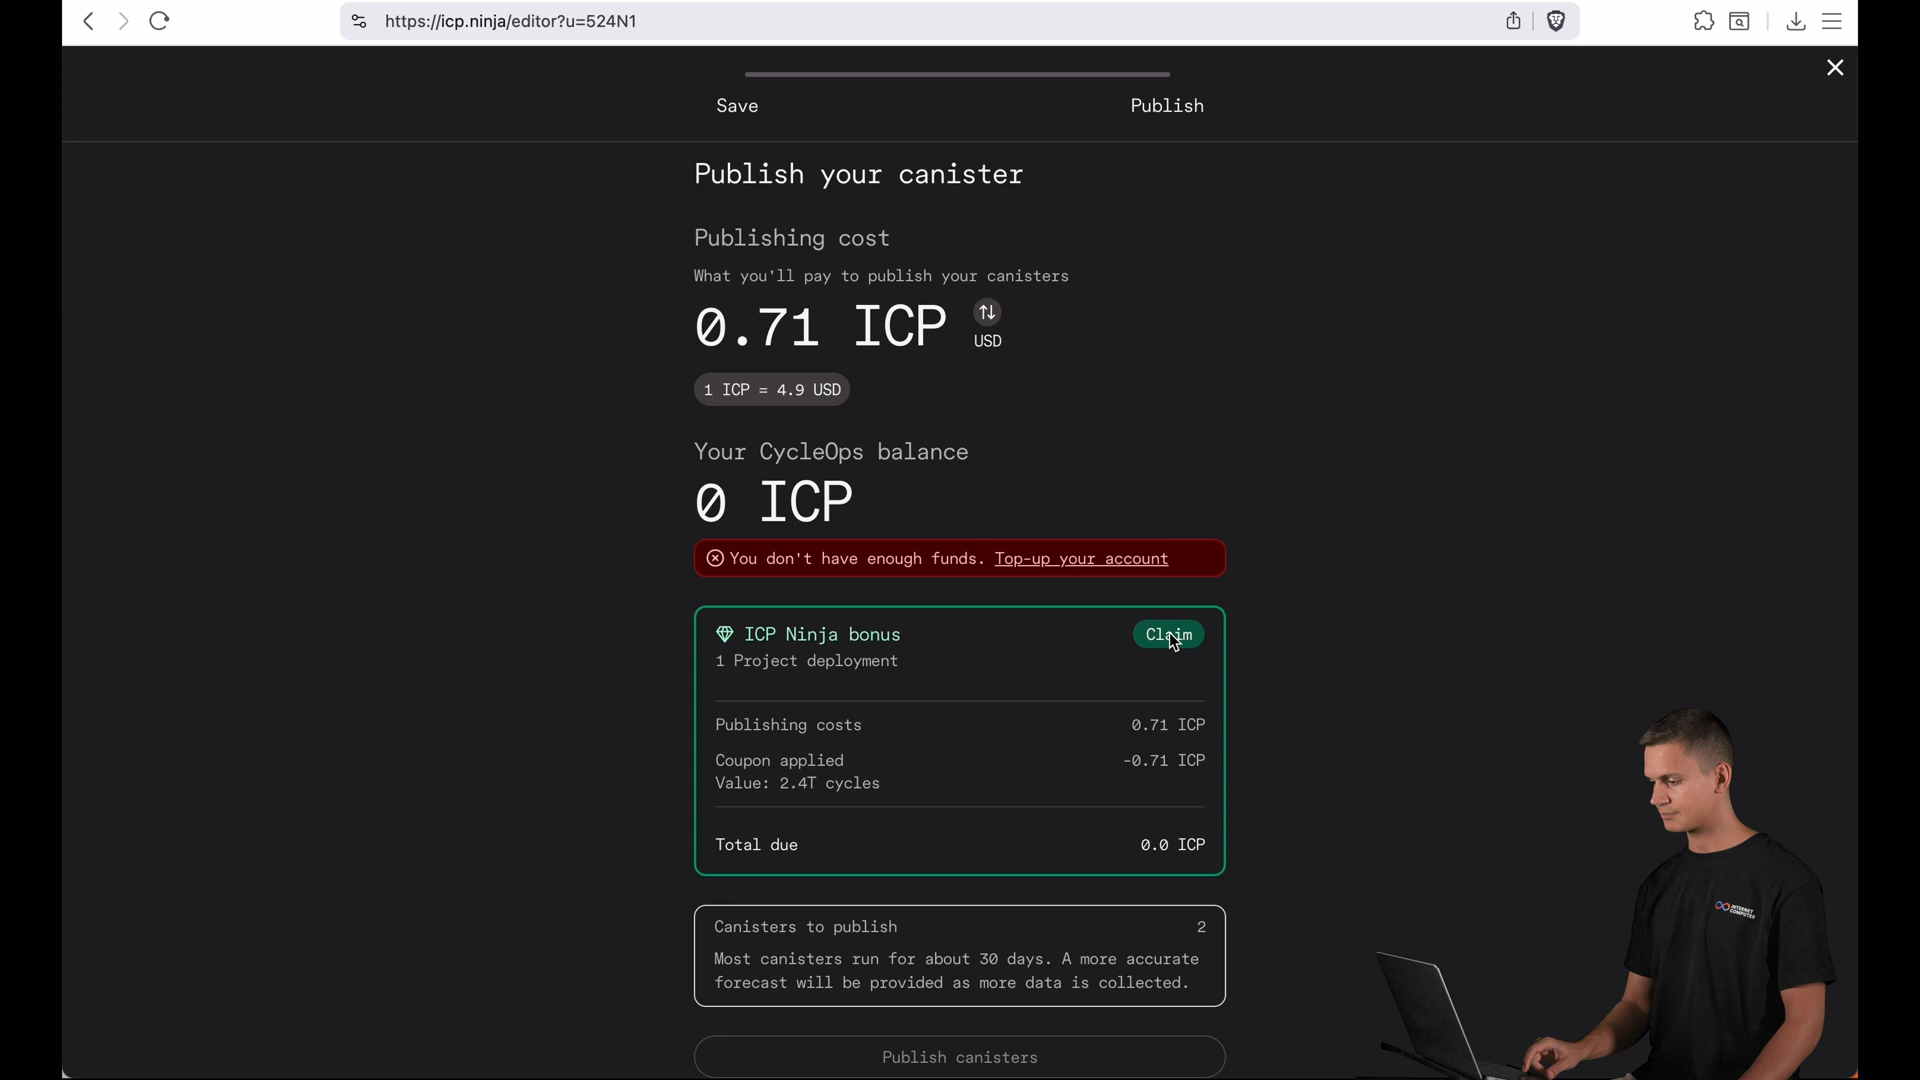 https://icp.ninja/editor?u=524N1
Save
Publish
Publish your canister
Publishing cost
What you'll pay to publish your canisters
0.71 ICP
USD
1 ICP = 4.9 USD
Your CycleOps balance
0 ICP
You don't have enough funds. Top-up your account
ICP Ninja bonus
Claim
1 Project deployment
Publishing costs 0.71 ICP
Coupon applied -0.71 ICP
Value: 2.4T cycles
Total due 0.0 ICP
Canisters to publish 2
Most canisters run for about 30 days. A more accurate
forecast will be provided as more data is collected.
Publish canisters
INTERNET
COMPUTER